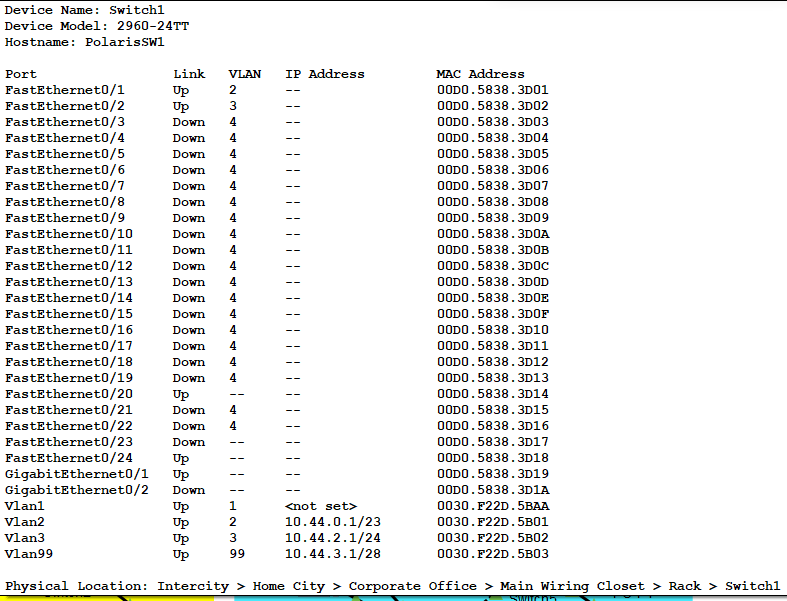 Device Name: Switch1
Device Model: 2960-24TT
Hostname: PolarisSW1
Port Link VLAN IP Address MAC Address
FastEthernet0/1 Up 2 -- 00D0.5838.3D01
FastEthernet0/2 Up 3 -- 00D0.5838.3D02
FastEthernet0/3 Down 4 -- 00D0.5838.3D03
FastEthernet0/4 Down 4 -- 00D0.5838.3D04
FastEthernet0/5 Down 4 -- 00D0.5838.3D05
FastEthernet0/6 Down 4 -- 00D0.5838.3D06
FastEthernet0/7 Down 4 -- 00D0.5838.3D07
FastEthernet0/8 Down 4 -- 00D0.5838.3D08
FastEthernet0/9 Down 4 -- 00D0.5838.3D09
FastEthernet0/10 Down 4 -- 00D0.5838.3D0A
FastEthernet0/11 Down 4 -- 00D0.5838.3D0B
FastEthernet0/12 Down 4 -- 00D0.5838.3D0C
FastEthernet0/13 Down 4 -- 00D0.5838.3D0D
FastEthernet0/14 Down 4 -- 00D0.5838.3D0E
FastEthernet0/15 Down 4 -- 00D0.5838.3D0F
FastEthernet0/16 Down 4 -- 00D0.5838.3D10
FastEthernet0/17 Down 4 -- 00D0.5838.3D11
FastEthernet0/18 Down 4 -- 00D0.5838.3D12
FastEthernet0/19 Down 4 -- 00D0.5838.3D13
FastEthernet0/20 Up -- -- 00D0.5838.3D14
FastEthernet0/21 Down 4 -- 00D0.5838.3D15
FastEthernet0/22 Down 4 -- 00D0.5838.3D16
FastEthernet0/23 Down -- -- 00D0.5838.3D17
FastEthernet0/24 Up -- -- 00D0.5838.3D18
GigabitEthernet0/1 Up -- -- 00D0.5838.3D19
GigabitEthernet0/2 Down -- -- 00D0.5838.3D1A
Vlan1 Up 1 <not set> 0030.F22D.5BAA
Vlan2 Up 2 10.44.0.1/23 0030.F22D.5B01
Vlan3 Up 3 10.44.2.1/24 0030.F22D.5B02
Vlan99 Up 99 10.44.3.1/28 0030.F22D.5B03
Physical Location: Intercity > Home City > Corporate Office > Main Wiring Closet > Rack > Switch1